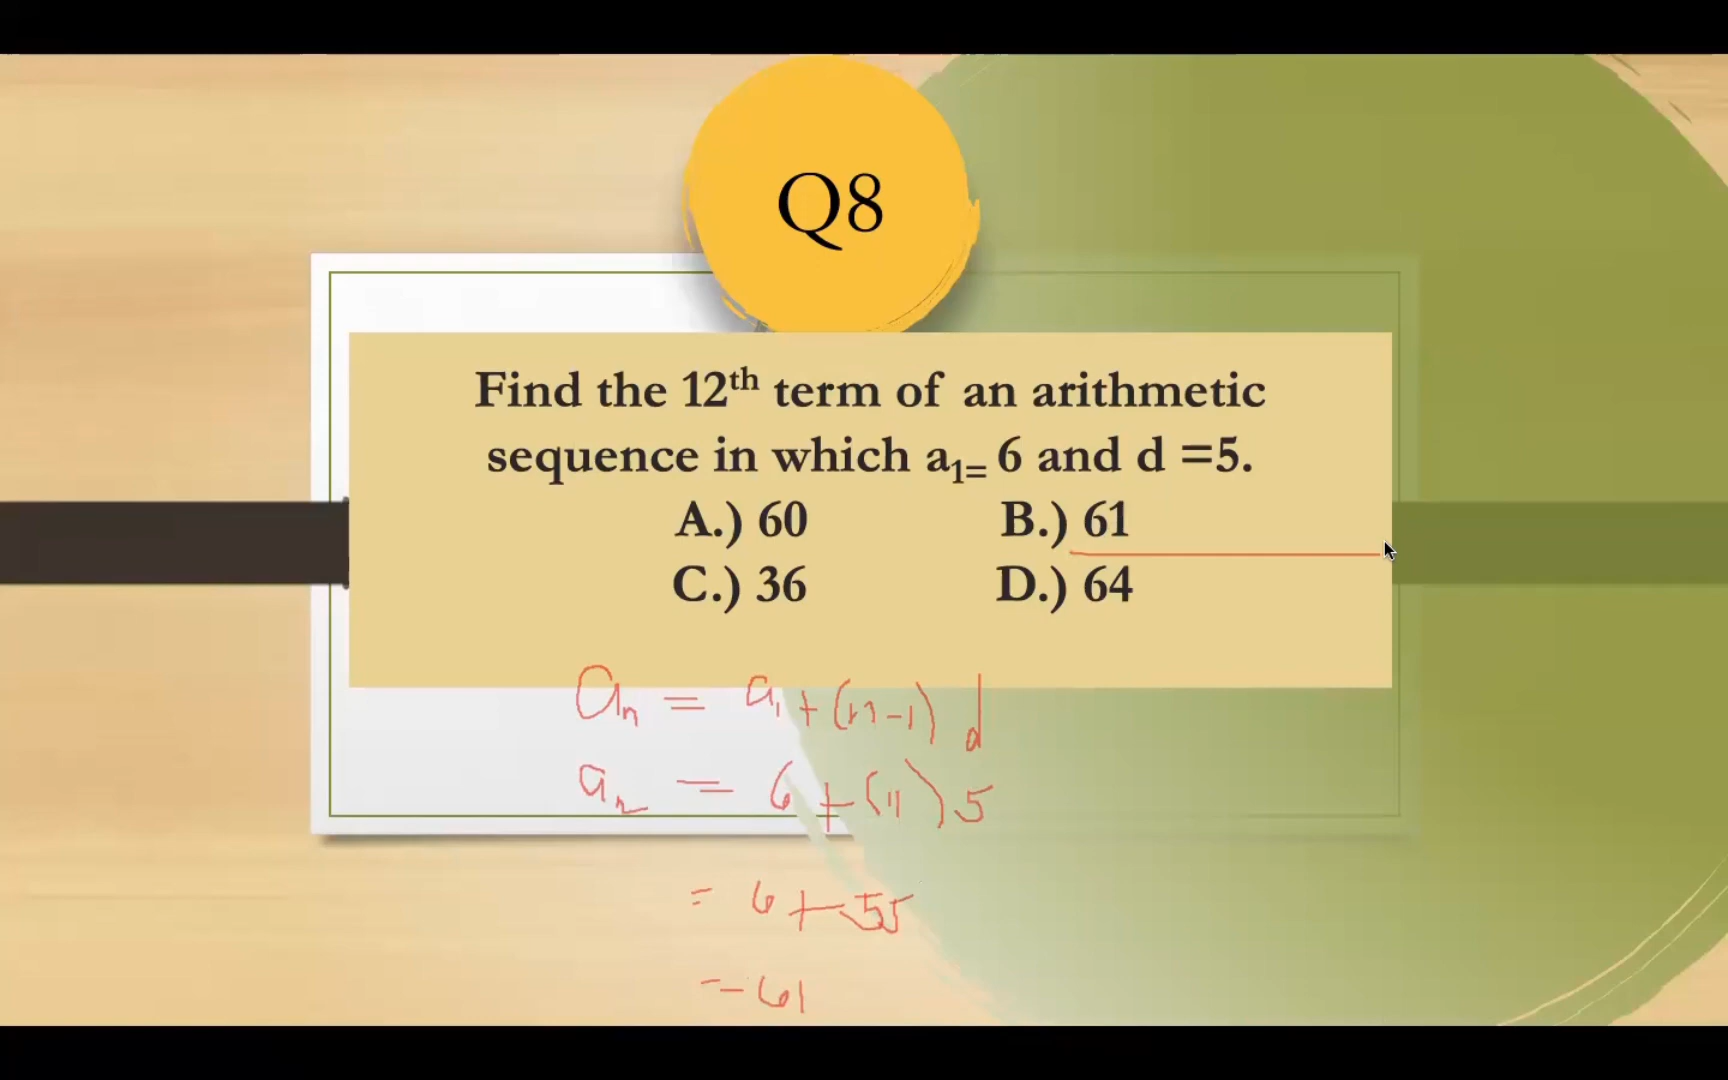 Q8
Find the 12th term of an arithmetic
sequence in which a1= 6 and d =5.
A.) 60 B.) 61
C.) 36 D.) 64
an = a1 + (n-1) d
an = 6 + (11) 5
= 6 + 55
= 61